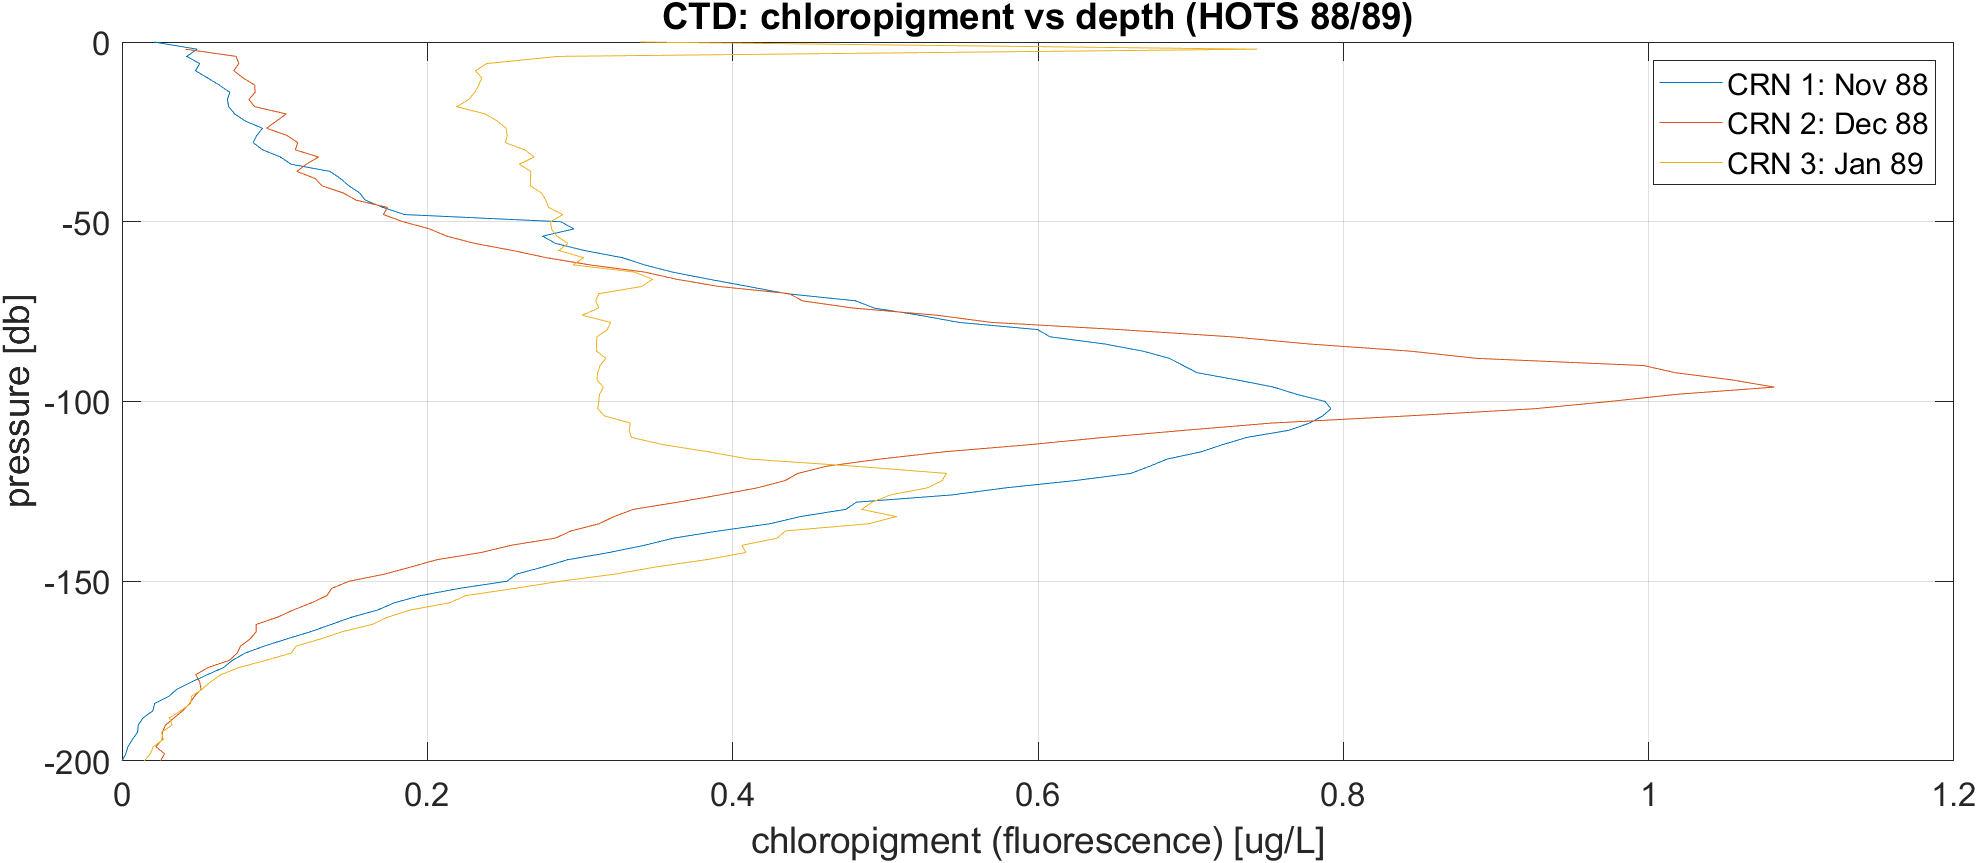 CTD: chloropigment vs depth (HOTS 88/89)
0
-50
-100
-150
-200
pressure [db]
CRN 1: Nov 88
CRN 2: Dec 88
CRN 3: Jan 89
0 0.2 0.4 0.6 0.8 1 1.2
chloropigment (fluorescence) [ug/L]